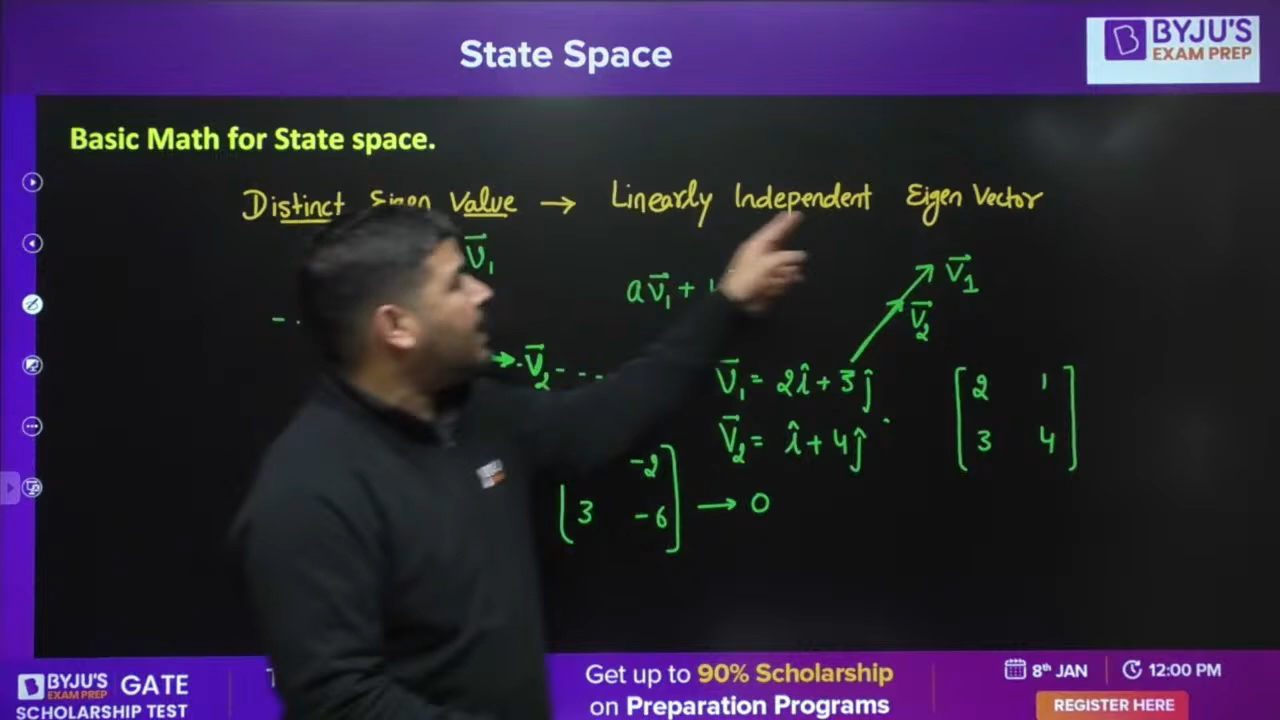 State Space
BYJU'S
EXAM PREP
Basic Math for State space.
Distinct Eigen Value → Linearly Independent Eigen Vector
V⃗₁
aV⃗₁ +
V⃗₁
V⃗₂
V⃗₂
V⃗₁ = 2î + 3ĵ
V⃗₂ = î + 4ĵ
2 1
3 4
-2
3 -6 → 0
BYJU'S
EXAM PREP
GATE
SCHOLARSHIP TEST
Get up to 90% Scholarship
on Preparation Programs
8th JAN
12:00 PM
REGISTER HERE